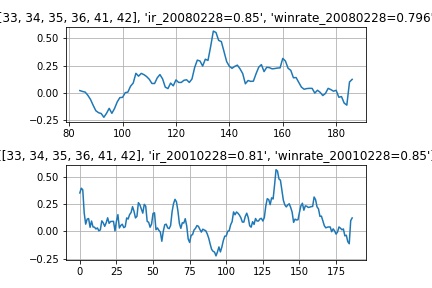 [33, 34, 35, 36, 41, 42], 'ir_20080228=0.85', 'winrate_20080228=0.796'
0.50
0.25
0.00
−0.25
80 100 120 140 160 180
[[33, 34, 35, 36, 41, 42], 'ir_20010228=0.81', 'winrate_20010228=0.85']
0.50
0.25
0.00
−0.25
0 25 50 75 100 125 150 175